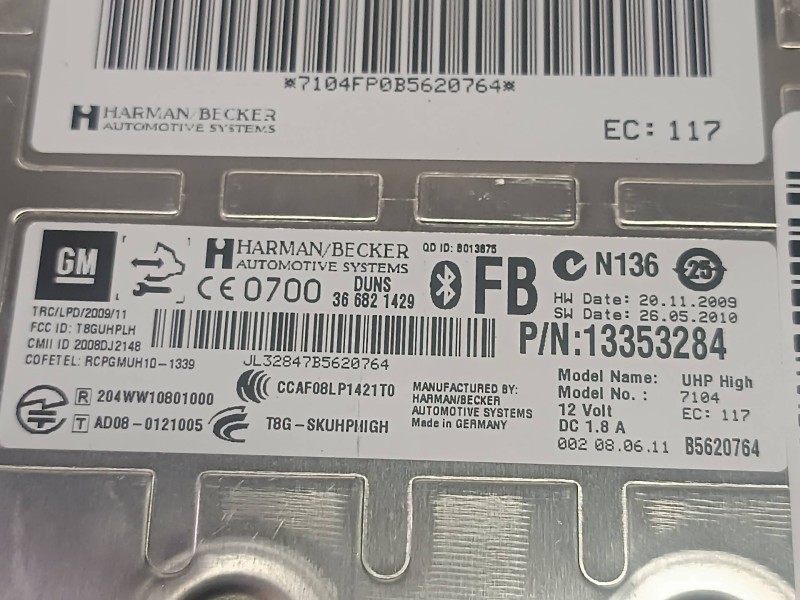 *7104FP0B5620764*
HARMAN/BECKER
AUTOMOTIVE SYSTEMS
EC: 117
GM
HARMAN/BECKER
AUTOMOTIVE SYSTEMS
QD ID: B013875
FB
N136
25
CE 0700
DUNS
36 682 1429
HW Date: 20.11.2009
SW Date: 26.05.2010
TRC/LPD/2009/11
FCC ID: T8GUHPLH
CMII ID 2008DJ2148
COFETEL: RCPGMUH10-1339
JL32847B5620764
P/N:13353284
R 204WW10801000
T AD08-0121005
CCAF08LP1421T0
T8G-SKUHPHIGH
MANUFACTURED BY:
HARMAN/BECKER
AUTOMOTIVE SYSTEMS
Made in GERMANY
Model Name: UHP High
Model No.: 7104
12 Volt EC: 117
DC 1.8 A
002 08.06.11 B5620764